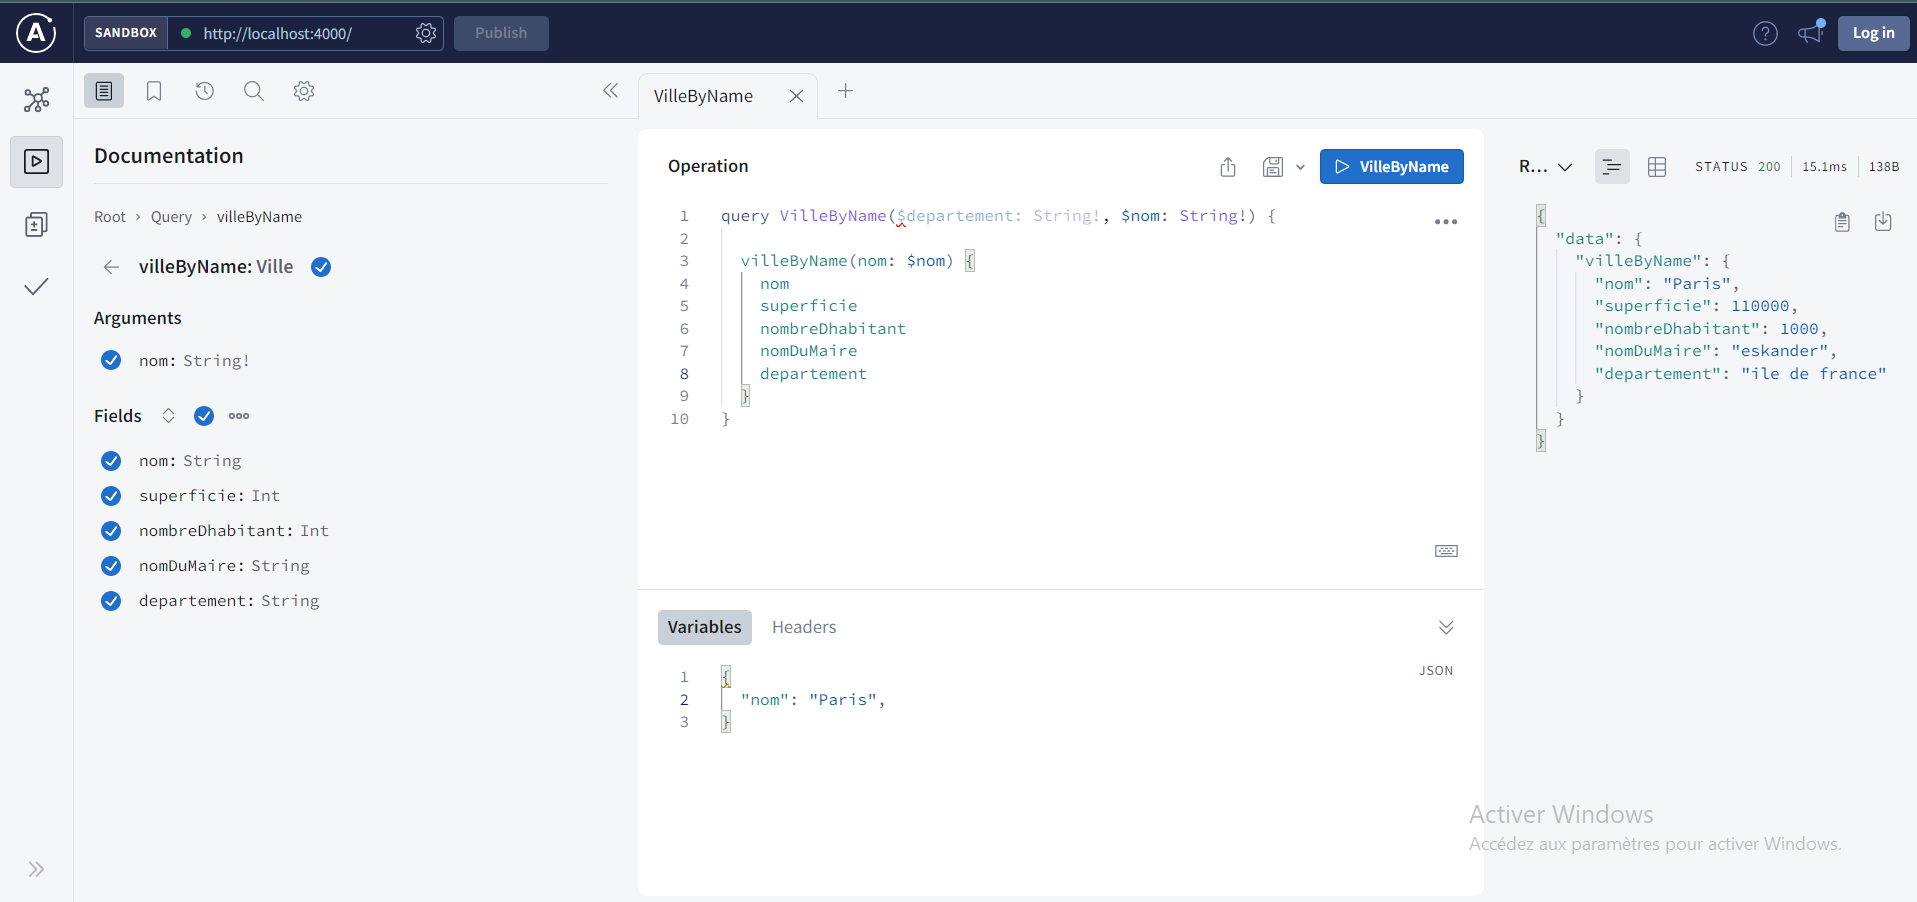 SANDBOX http://localhost:4000/ Publish Log in
VilleByName
Documentation
Root › Query › villeByName
villeByName: Ville
Arguments
nom: String!
Fields
nom: String
superficie: Int
nombreDhabitant: Int
nomDuMaire: String
departement: String
Operation
VilleByName
1 query VilleByName($departement: String!, $nom: String!) {
2
3 villeByName(nom: $nom) {
4 nom
5 superficie
6 nombreDhabitant
7 nomDuMaire
8 departement
9 }
10 }
Variables Headers
JSON
1 {
2 "nom": "Paris",
3 }
R... STATUS 200 15.1ms 138B
{
"data": {
"villeByName": {
"nom": "Paris",
"superficie": 110000,
"nombreDhabitant": 1000,
"nomDuMaire": "eskander",
"departement": "ile de france"
}
}
}
Activer Windows
Accédez aux paramètres pour activer Windows.